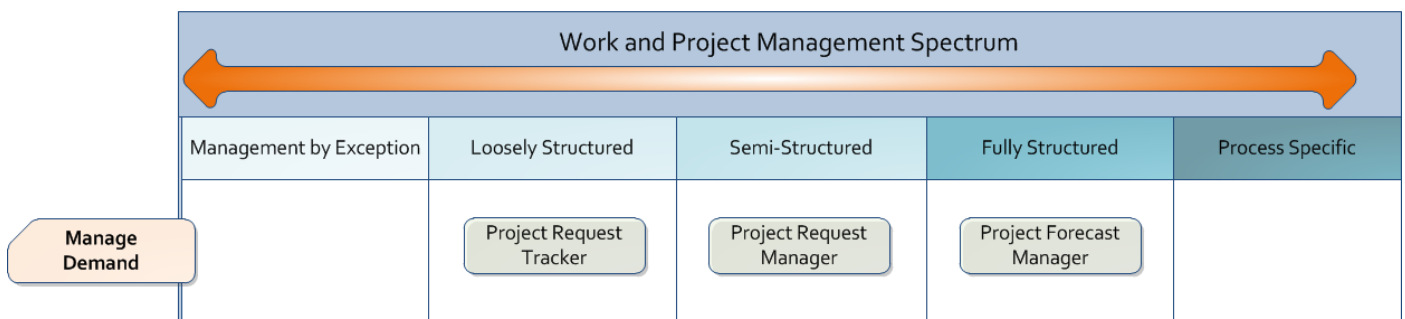 Work and Project Management Spectrum
Management by Exception
Loosely Structured
Semi-Structured
Fully Structured
Process Specific
Manage
Demand
Project Request
Tracker
Project Request
Manager
Project Forecast
Manager